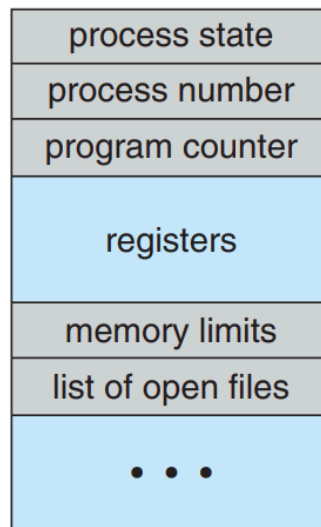 process state
process number
program counter
registers
memory limits
list of open files
• • •